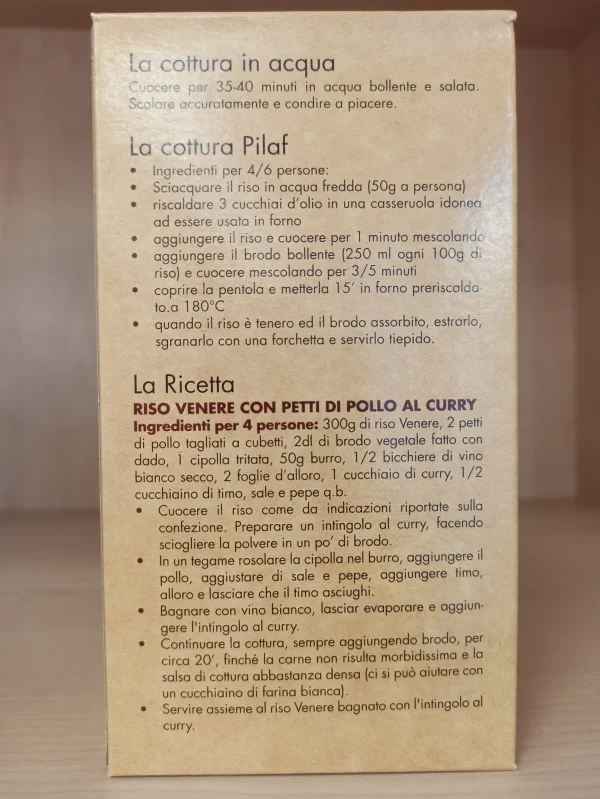 La cottura in acqua
Cuocere per 35-40 minuti in acqua bollente e salata.
Scolare accuratamente e condire a piacere.
La cottura Pilaf
• Ingredienti per 4/6 persone:
• Sciacquare il riso in acqua fredda (50g a persona)
• riscaldare 3 cucchiai d'olio in una casseruola idonea
ad essere usata in forno
• aggiungere il riso e cuocere per 1 minuto mescolando
• aggiungere il brodo bollente (250 ml ogni 100g di
riso) e cuocere mescolando per 3/5 minuti
• coprire la pentola e metterla 15' in forno preriscalda-
to.a 180°C
• quando il riso è tenero ed il brodo assorbito, estrarlo,
sgranarlo con una forchetta e servirlo tiepido.
La Ricetta
RISO VENERE CON PETTI DI POLLO AL CURRY
Ingredienti per 4 persone: 300g di riso Venere, 2 petti
di pollo tagliati a cubetti, 2dl di brodo vegetale fatto con
dado, 1 cipolla tritata, 50g burro, 1/2 bicchiere di vino
bianco secco, 2 foglie d'alloro, 1 cucchiaio di curry, 1/2
cucchiaino di timo, sale e pepe q.b.
• Cuocere il riso come da indicazioni riportate sulla
confezione. Preparare un intingolo al curry, facendo
sciogliere la polvere in un po' di brodo.
• In un tegame rosolare la cipolla nel burro, aggiungere il
pollo, aggiustare di sale e pepe, aggiungere timo,
alloro e lasciare che il timo asciughi.
• Bagnare con vino bianco, lasciar evaporare e aggiun-
gere l'intingolo al curry.
• Continuare la cottura, sempre aggiungendo brodo, per
circa 20', finché la carne non risulta morbidissima e la
salsa di cottura abbastanza densa (ci si può aiutare con
un cucchiaino di farina bianca).
• Servire assieme al riso Venere bagnato con l'intingolo al
curry.